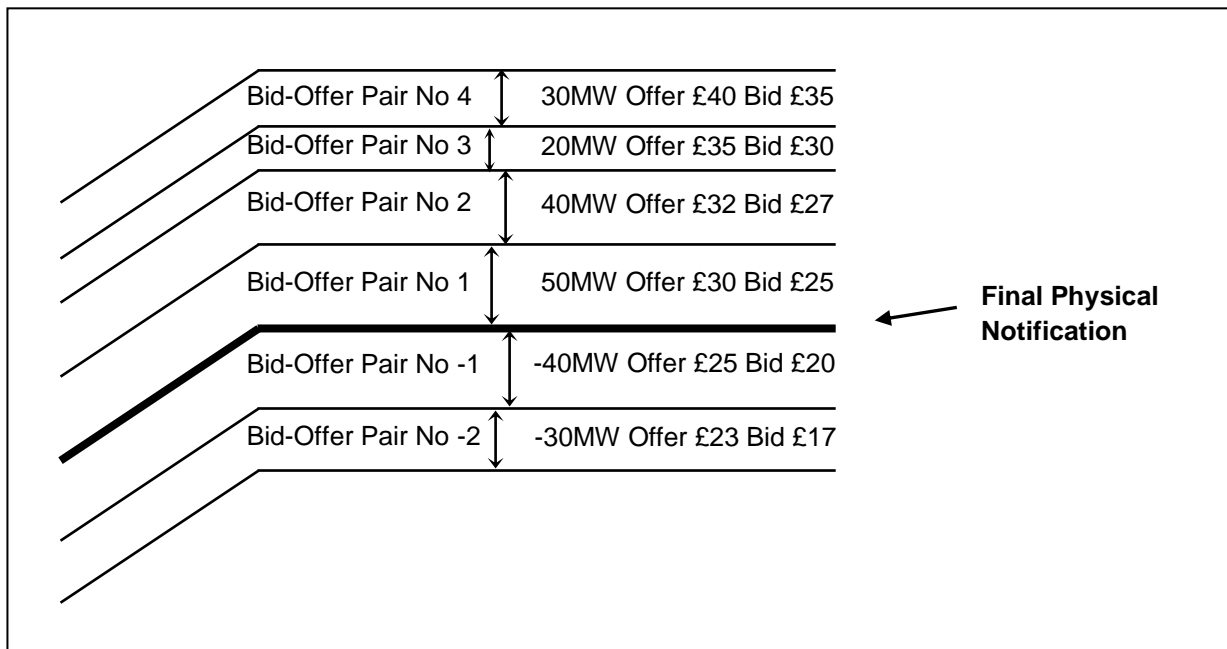 Bid-Offer Pair No 4 30MW Offer £40 Bid £35
Bid-Offer Pair No 3 20MW Offer £35 Bid £30
Bid-Offer Pair No 2 40MW Offer £32 Bid £27
Bid-Offer Pair No 1 50MW Offer £30 Bid £25
Final Physical
Notification
Bid-Offer Pair No -1 -40MW Offer £25 Bid £20
Bid-Offer Pair No -2 -30MW Offer £23 Bid £17